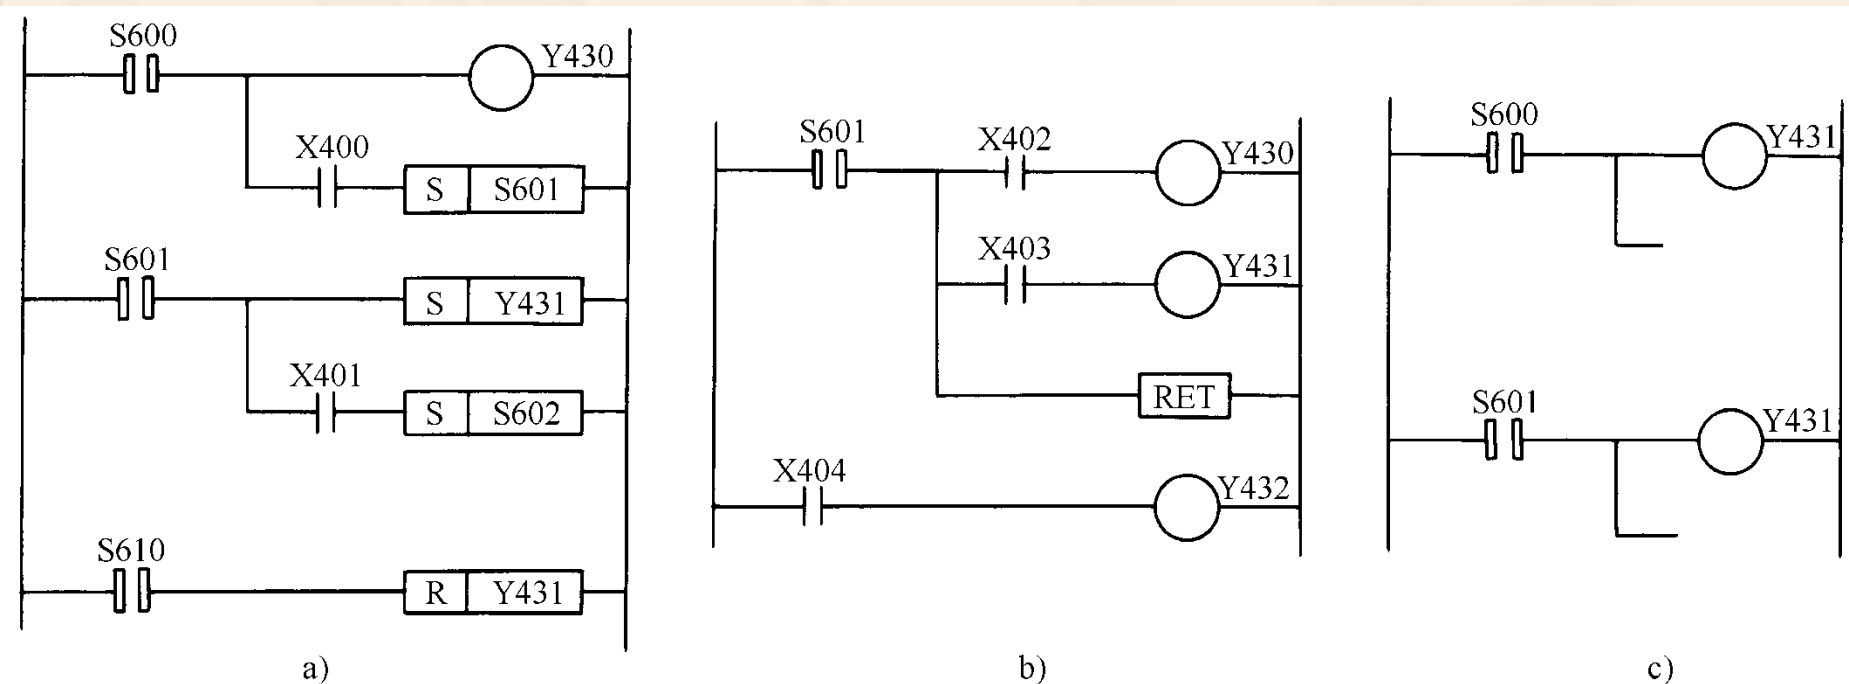 S600
Y430
X400
S S601
S601
S Y431
X401
S S602
S610
R Y431
a)
S601
X402
Y430
X403
Y431
RET
X404
Y432
b)
S600
Y431
S601
Y431
c)